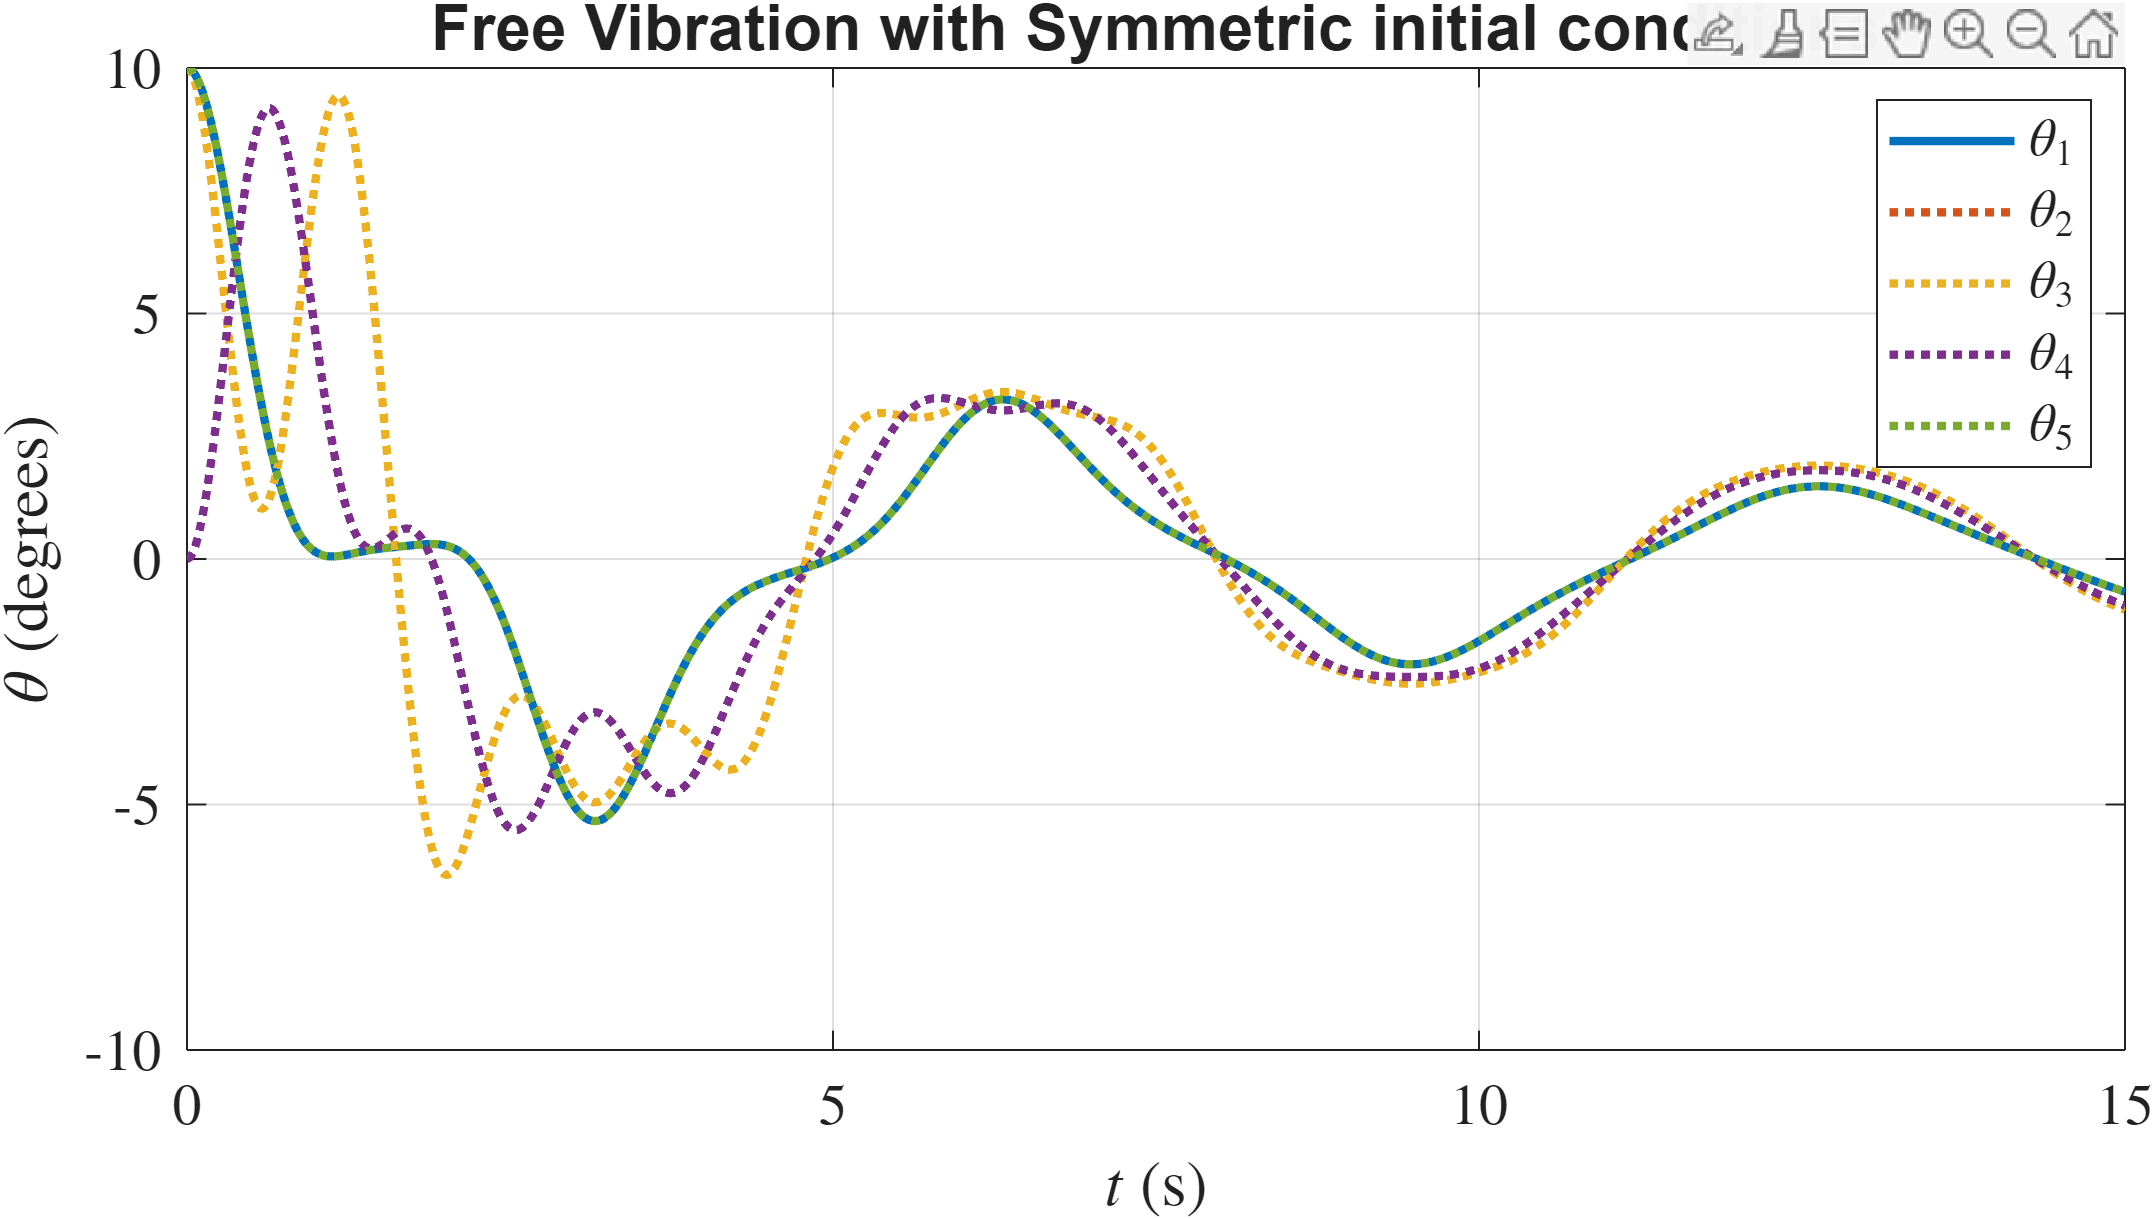 Free Vibration with Symmetric initial
10
5
0
-5
-10
0
5
10
15
θ (degrees)
t (s)
θ1
θ2
θ3
θ4
θ5